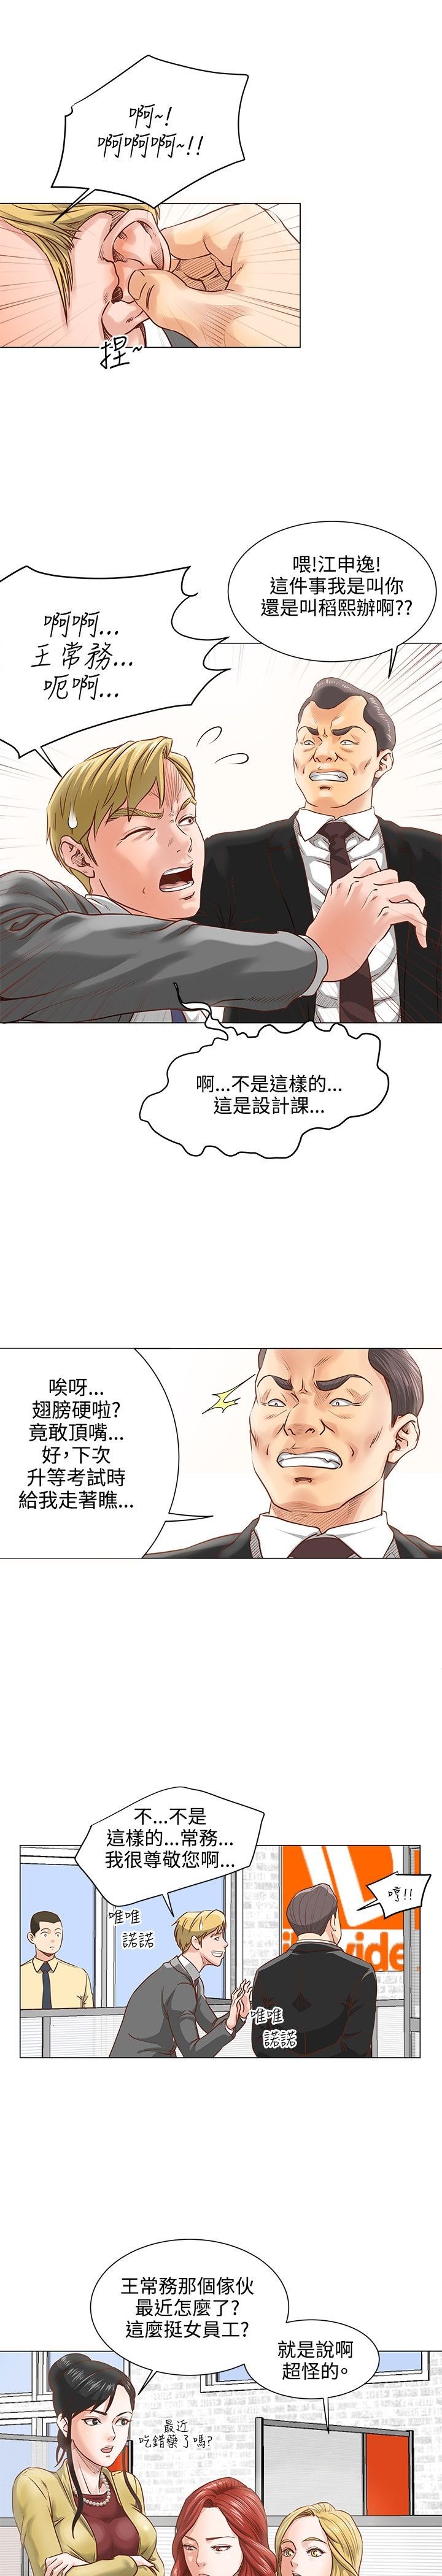 啊~!
啊啊啊~!!
捏~
喂!江申逸!
這件事我是叫你
還是叫稻熙辦啊??
啊啊...
王常務...
呃啊...
啊...不是這樣的...
這是設計課...
唉呀...
翅膀硬啦?
竟敢頂嘴...
好,下次
升等考試時
給我走著瞧...
不...不是
這樣的...常務...
我很尊敬您啊...
哼!!
唯唯
諾諾
唯唯
諾諾
王常務那個傢伙
最近怎麼了?
這麼挺女員工?
就是說啊
超怪的。
最近
吃錯藥了嗎?